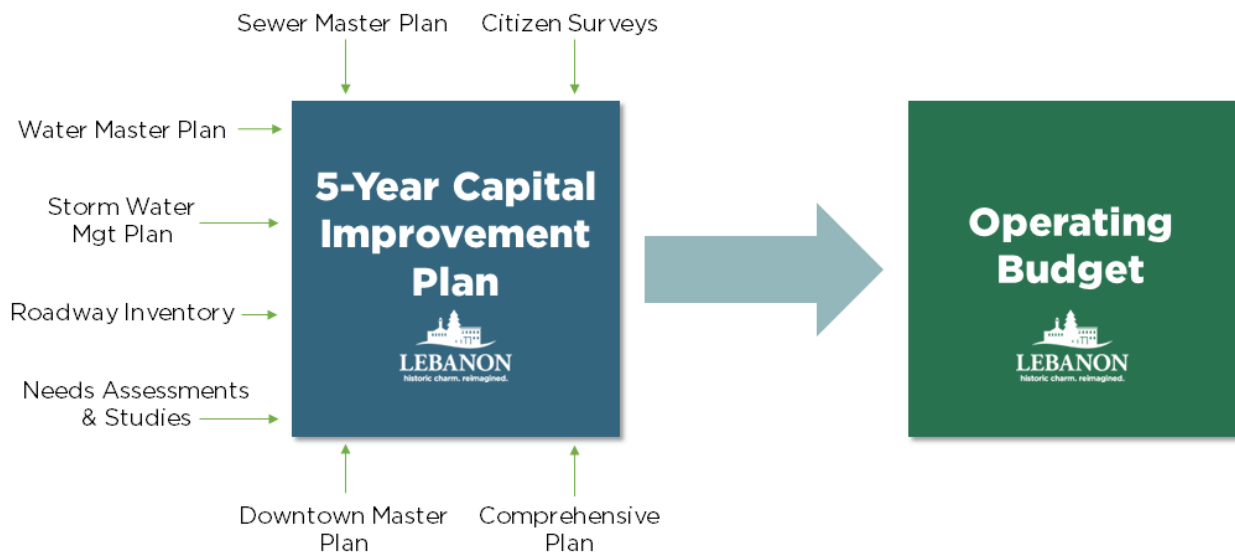 Sewer Master Plan
Citizen Surveys
Water Master Plan
Storm Water
Mgt Plan
Roadway Inventory
Needs Assessments
& Studies
5-Year Capital
Improvement
Plan
LEBANON
historic charm. reimagined.
Operating
Budget
LEBANON
historic charm. reimagined.
Downtown Master
Plan
Comprehensive
Plan